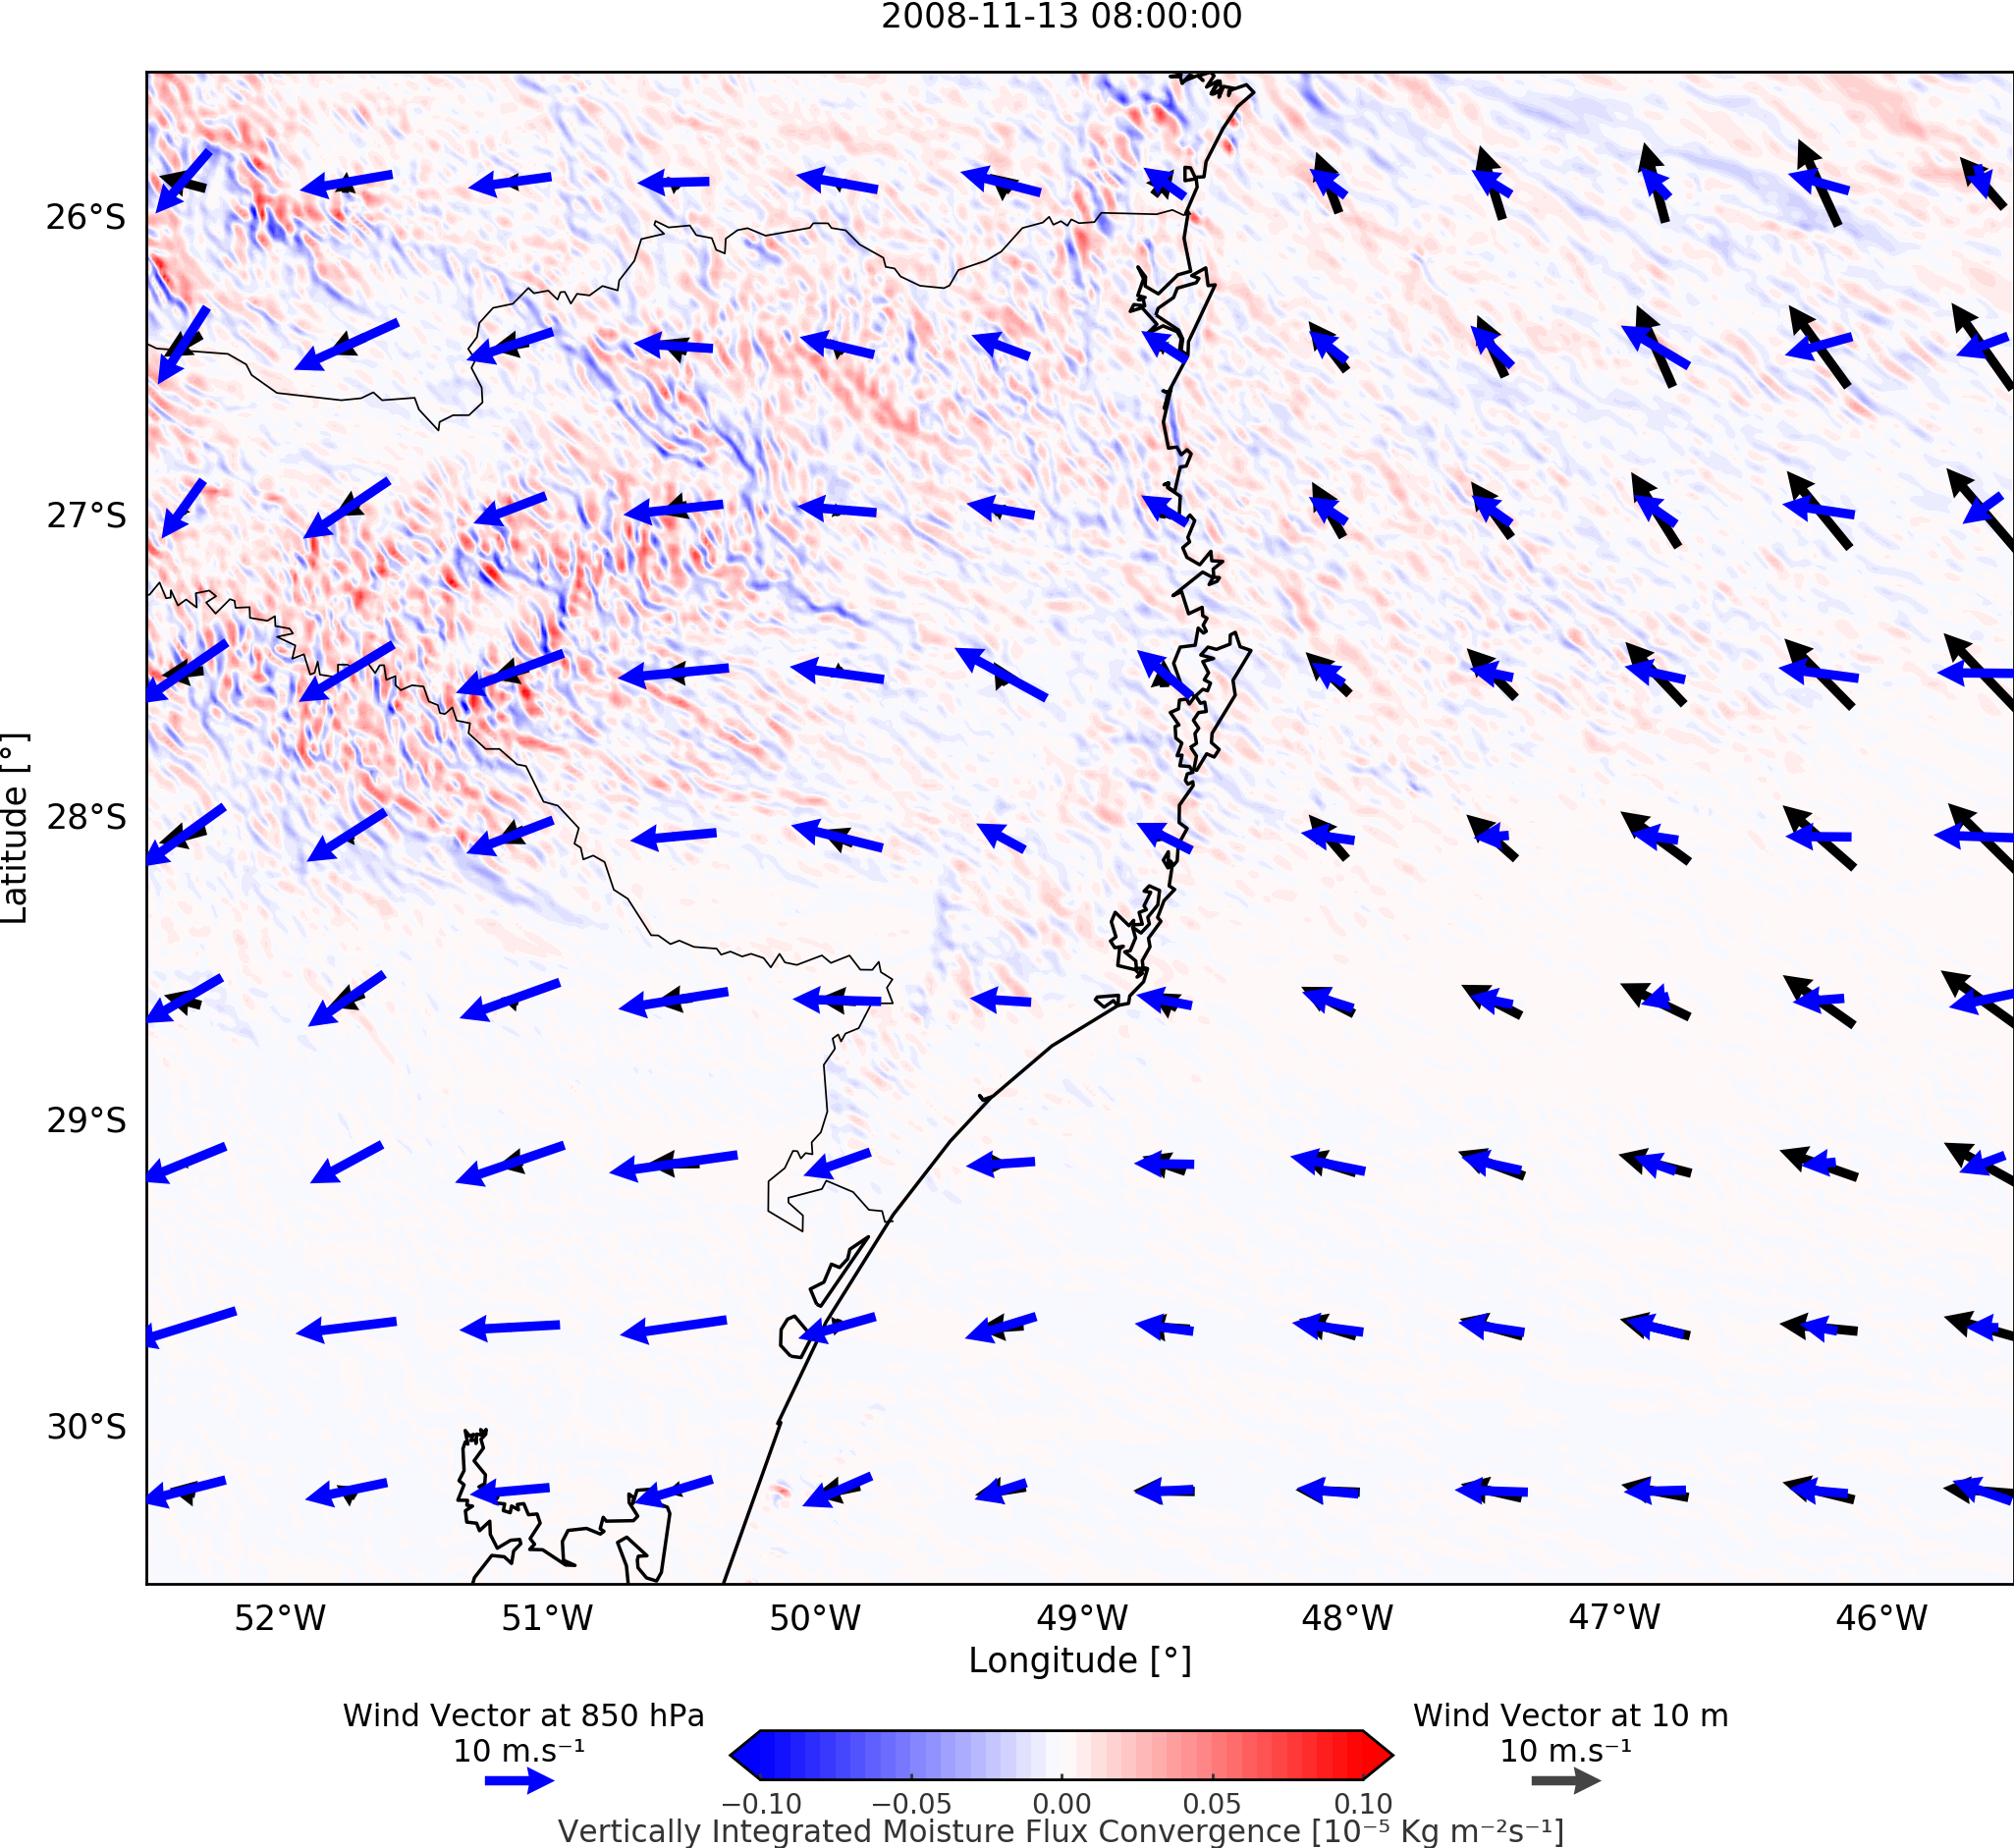 2008-11-13 08:00:00
26°S
27°S
28°S
29°S
30°S
Latitude [°]
52°W 51°W 50°W 49°W 48°W 47°W 46°W
Longitude [°]
Wind Vector at 850 hPa
10 m.s⁻¹
Wind Vector at 10 m
10 m.s⁻¹
−0.10 −0.05 0.00 0.05 0.10
Vertically Integrated Moisture Flux Convergence [10⁻⁵ Kg m⁻²s⁻¹]